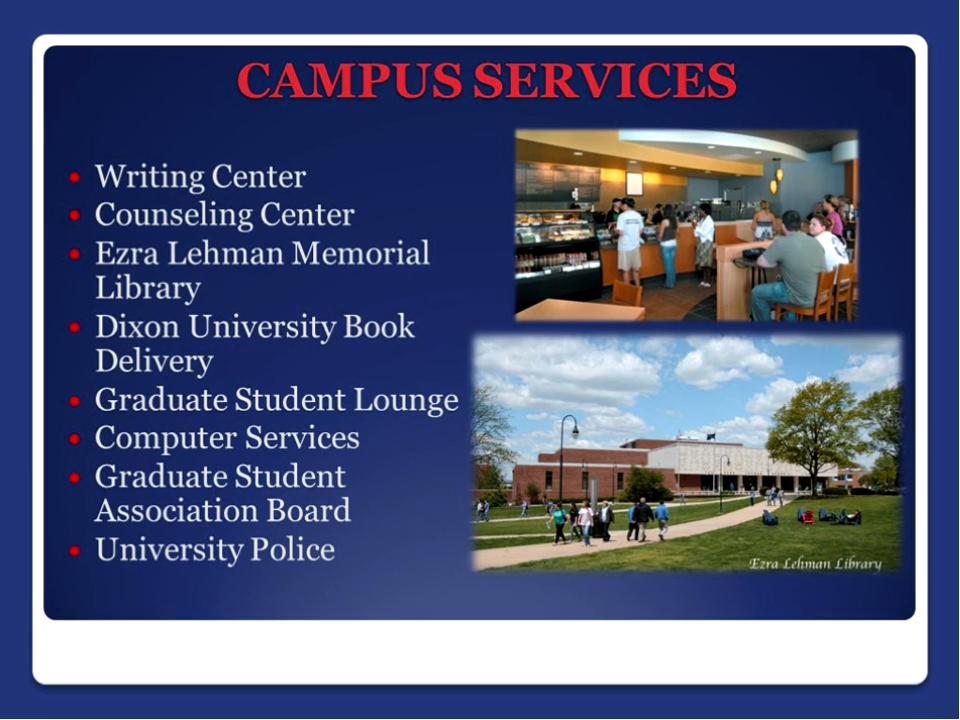 CAMPUS SERVICES
• Writing Center
• Counseling Center
• Ezra Lehman Memorial
Library
• Dixon University Book
Delivery
• Graduate Student Lounge
• Computer Services
• Graduate Student
Association Board
• University Police
Ezra Lehman Library